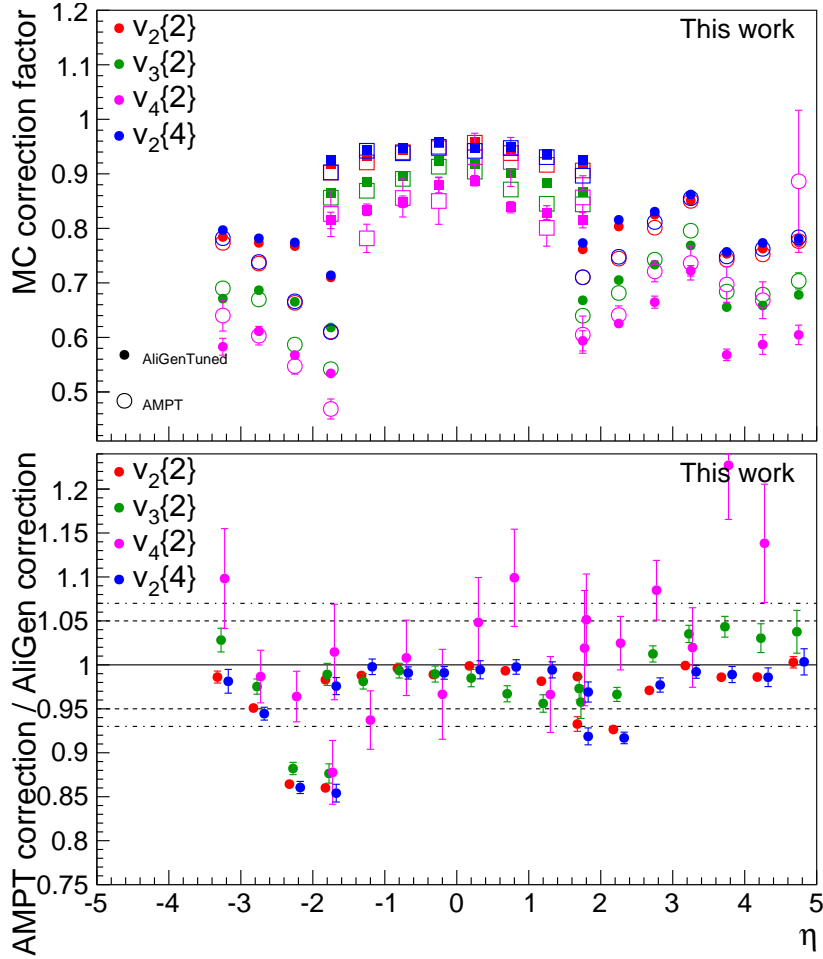 1.2
This work
v2{2}
1.1
v3{2}
v4{2}
1
v2{4}
0.9
MC correction factor
0.8
0.7
0.6
AliGenTuned
0.5
AMPT
v2{2}
This work
1.2
v3{2}
v4{2}
1.15
v2{4}
1.1
1.05
1
0.95
0.9
0.85
0.8
0.75
AMPT correction / AliGen correction
-5 -4 -3 -2 -1 0 1 2 3 4 5
η